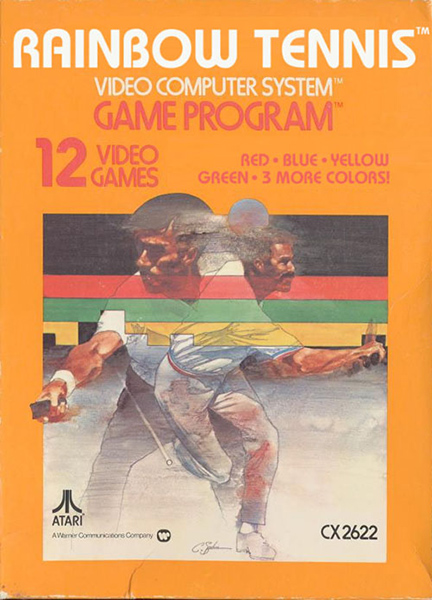 RAINBOW TENNIS™
VIDEO COMPUTER SYSTEM™
GAME PROGRAM™
12 VIDEO GAMES
RED • BLUE • YELLOW
GREEN • 3 MORE COLORS!
ATARI®
A Warner Communications Company
CX2622